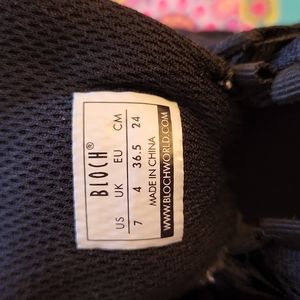 BLOCH®
US UK EU CM
7 4 36.5 24
MADE IN CHINA
WWW.BLOCHWORLD.COM